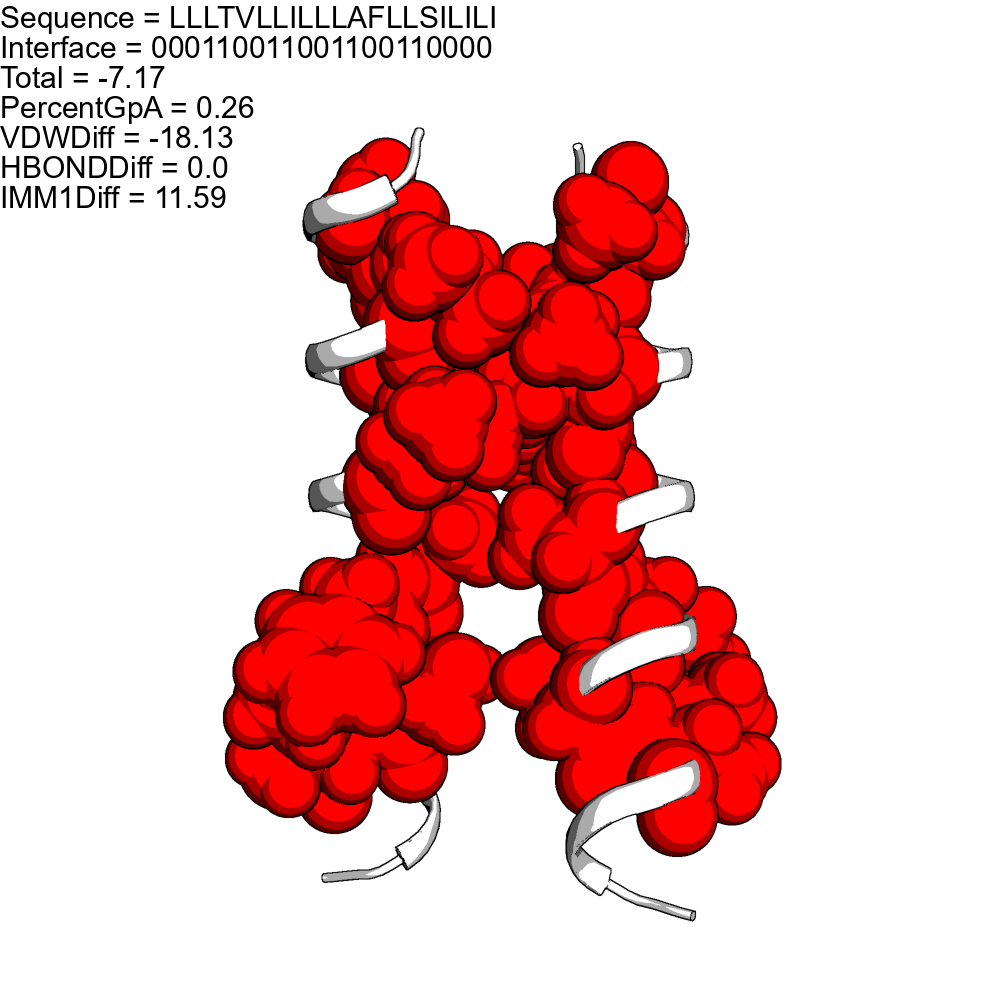 Sequence = LLLTVLLILLLAFLLSILILI
Interface = 000110011001100110000
Total = -7.17
PercentGpA = 0.26
VDWDiff = -18.13
HBONDDiff = 0.0
IMM1Diff = 11.59